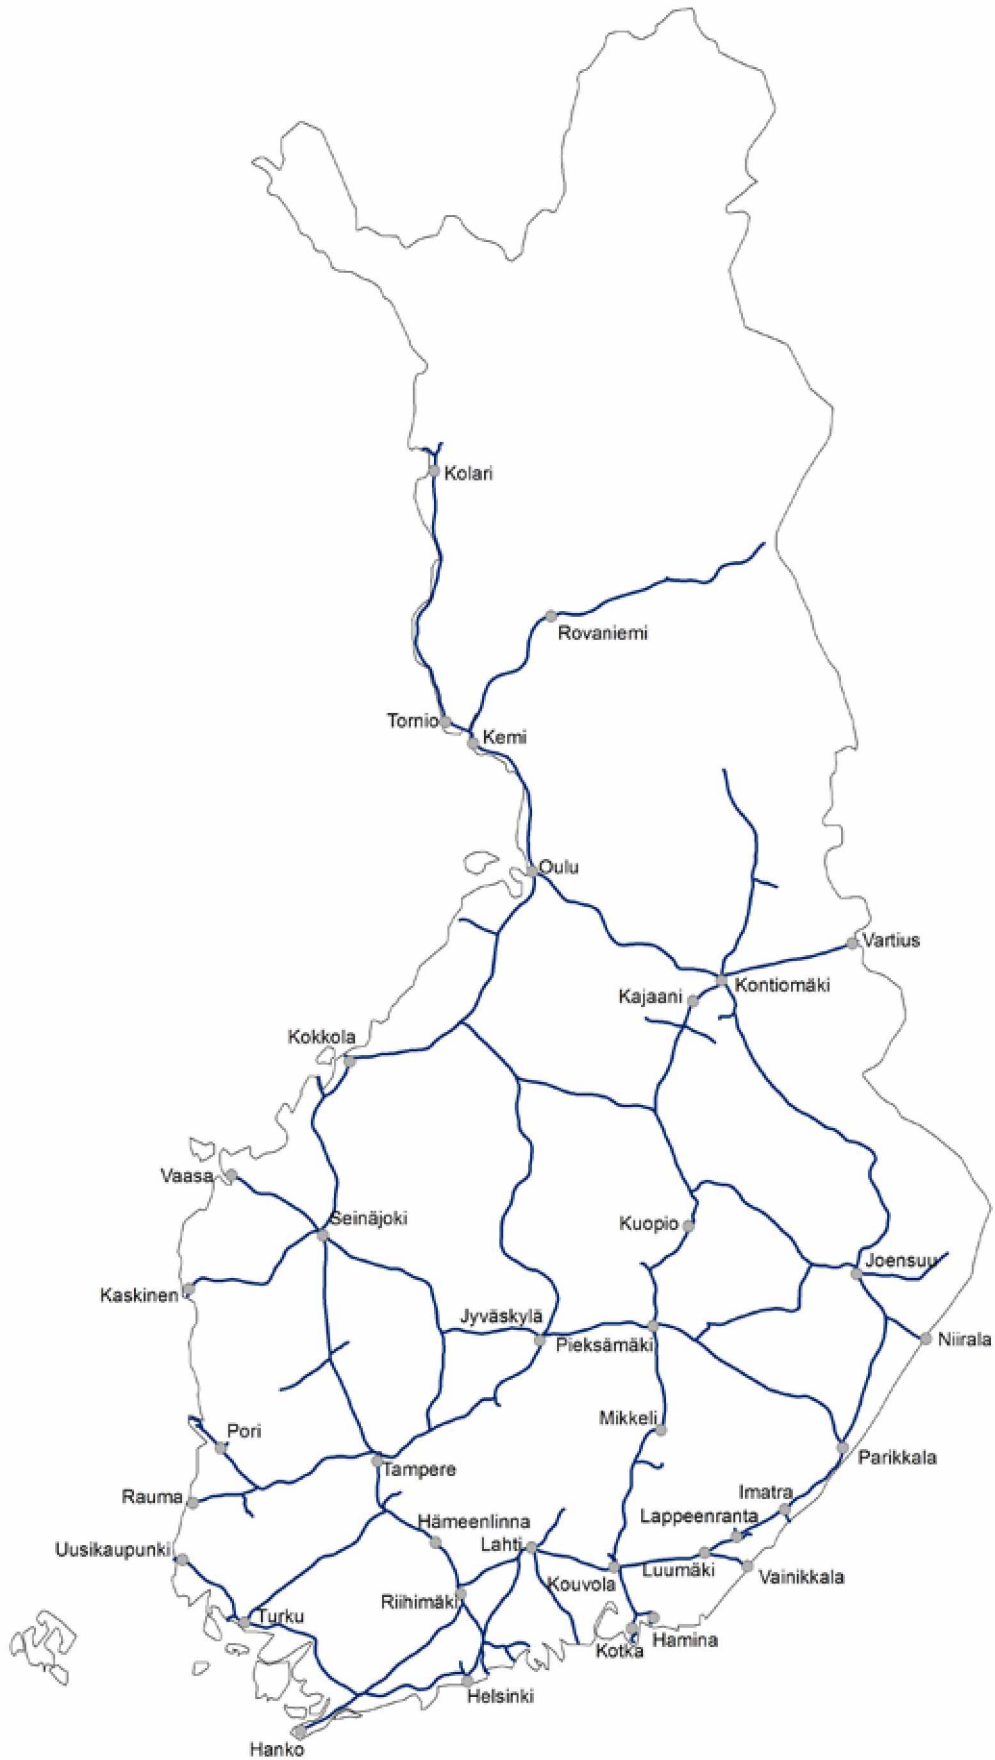 Kolari
Rovaniemi
Tornio
Kemi
Oulu
Vartius
Kontiomäki
Kajaani
Kokkola
Vaasa
Seinäjoki
Kuopio
Joensuu
Kaskinen
Jyväskylä
Pieksämäki
Niirala
Mikkeli
Pori
Parikkala
Tampere
Rauma
Imatra
Lappeenranta
Hämeenlinna
Lahti
Uusikaupunki
Luumäki
Vainikkala
Kouvola
Riihimäki
Turku
Hamina
Kotka
Helsinki
Hanko